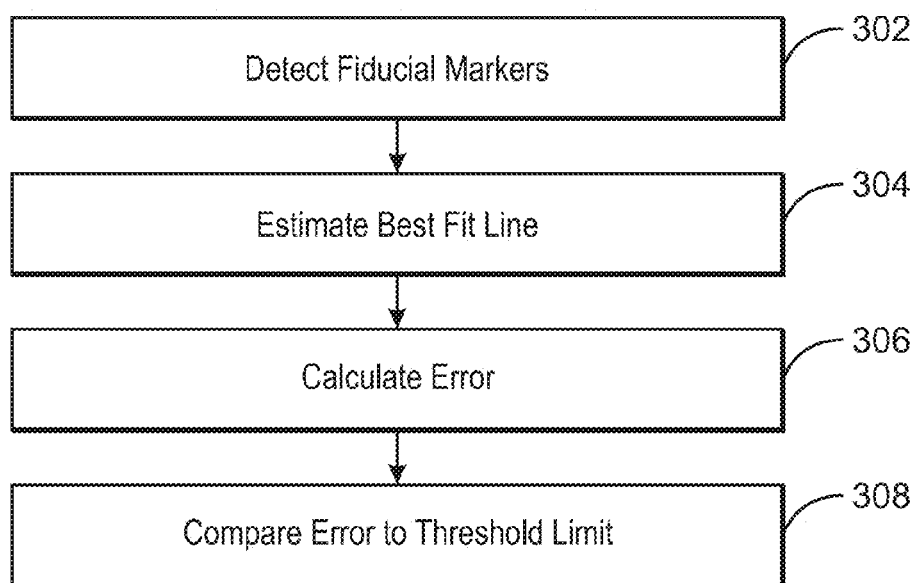 302
Detect Fiducial Markers
304
Estimate Best Fit Line
306
Calculate Error
308
Compare Error to Threshold Limit